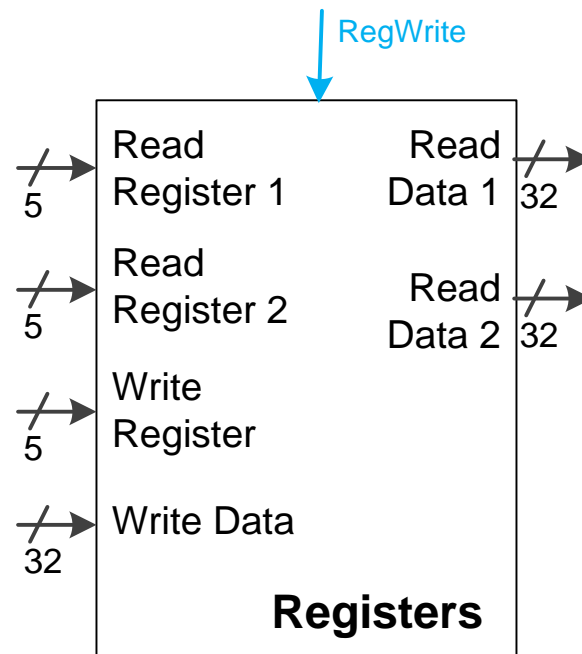 RegWrite
Read
Register 1
5
Read
Register 2
5
Write
Register
5
Write Data
32
Read
Data 1
32
Read
Data 2
32
Registers